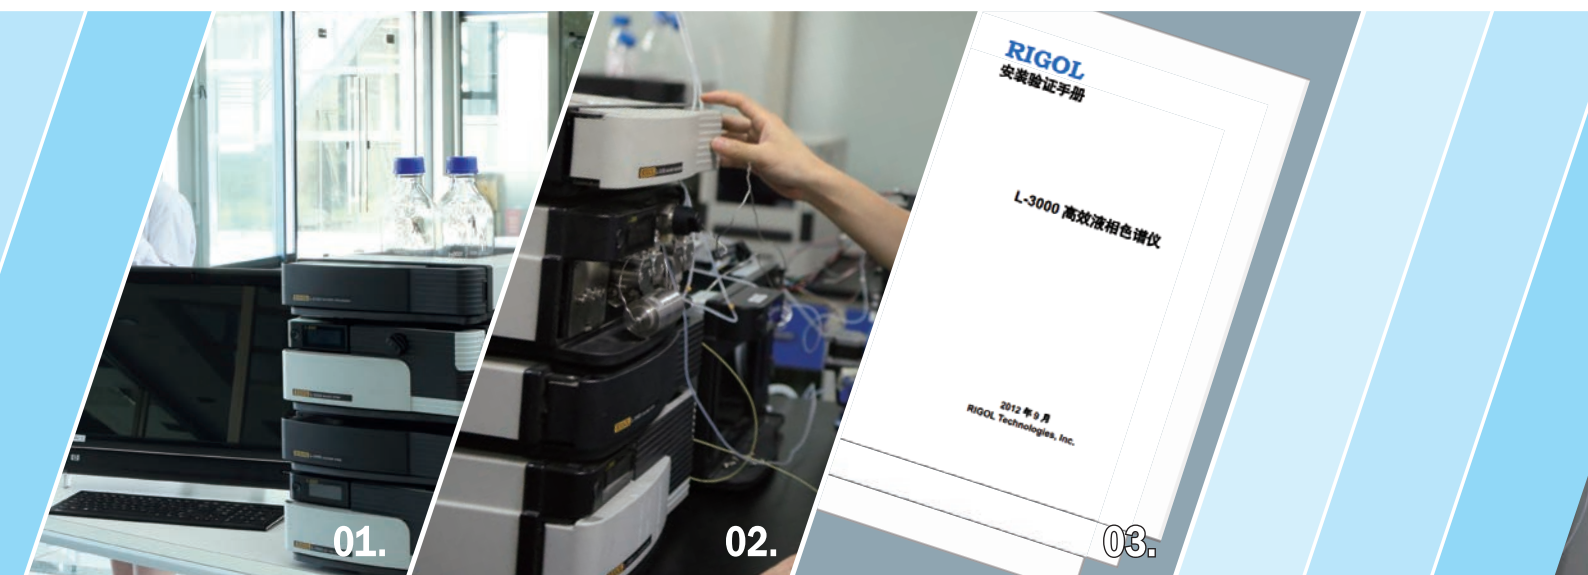 01.
02.
RIGOL
安装验证手册
L-3000 高效液相色谱仪
2012 年 9 月
RIGOL Technologies, Inc.
03.